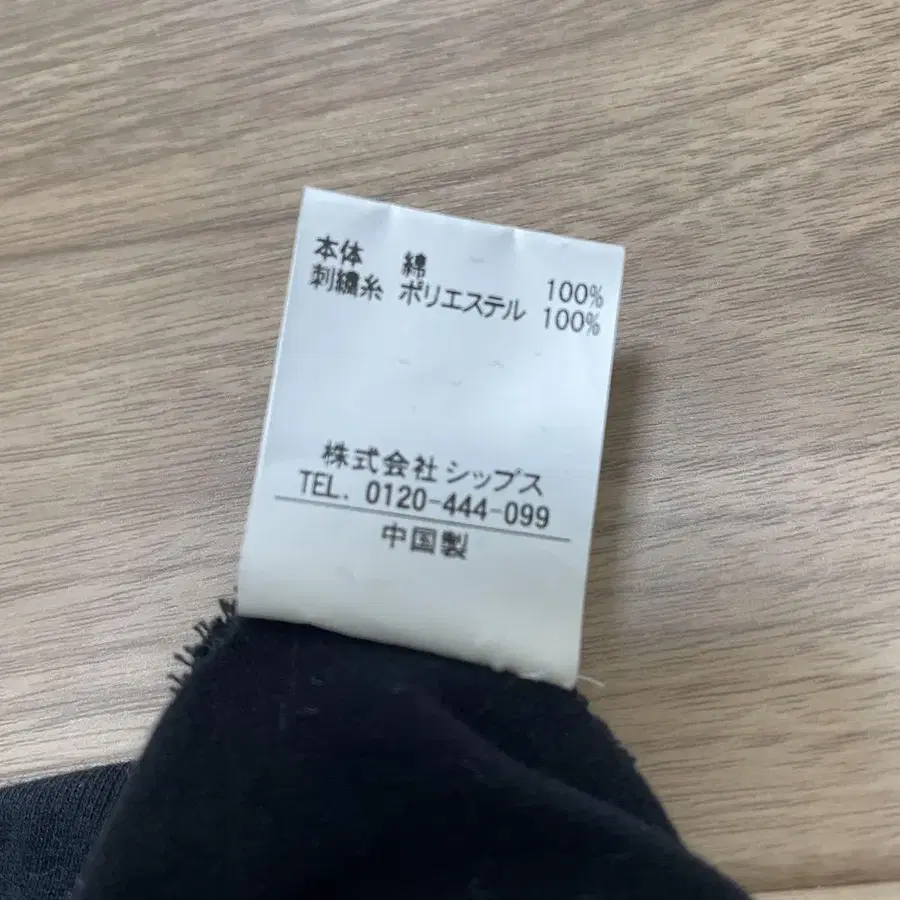 本体 綿 100%
刺繍糸 ポリエステル 100%
株式会社シップス
TEL. 0120-444-099
中国製